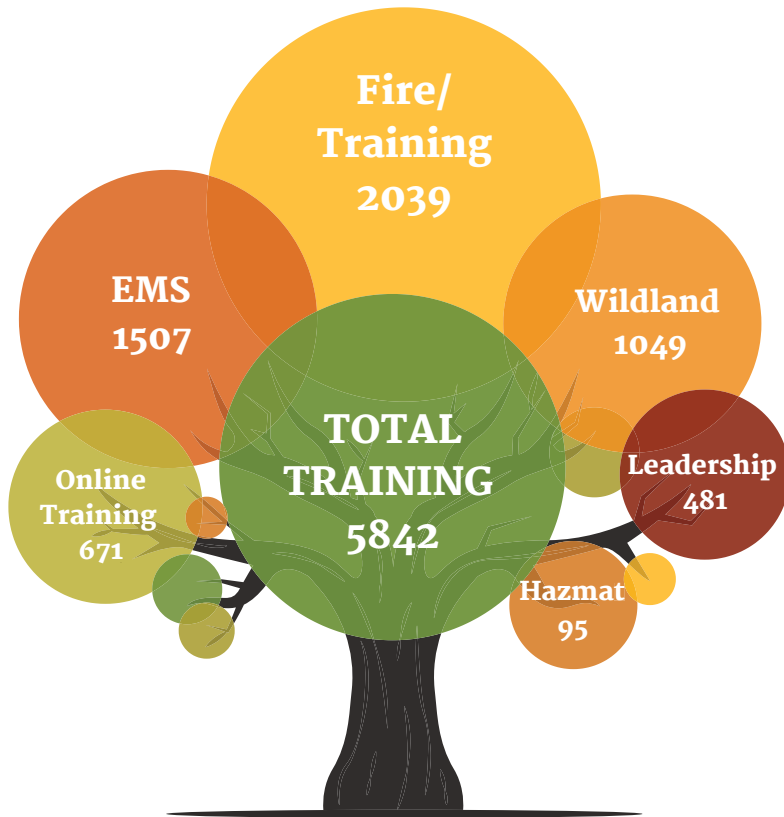 Fire/
Training
2039
EMS
1507
Wildland
1049
TOTAL
TRAINING
5842
Online
Training
671
Leadership
481
Hazmat
95